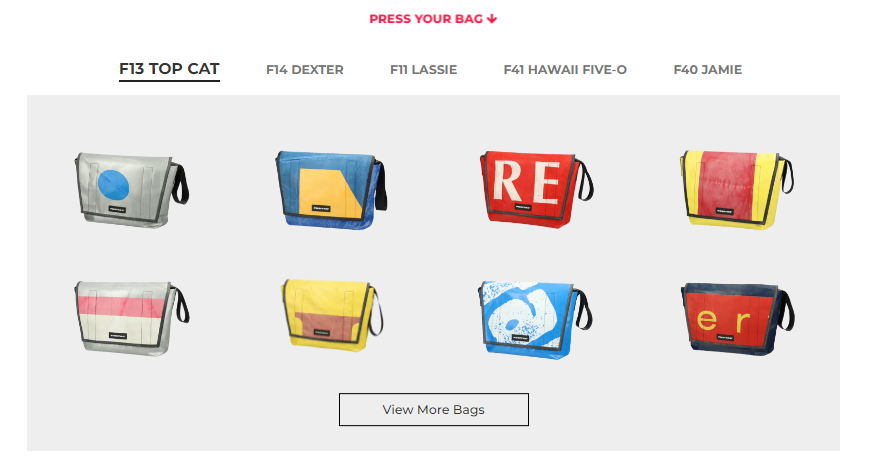 PRESS YOUR BAG ↓
F13 TOP CAT F14 DEXTER F11 LASSIE F41 HAWAII FIVE-O F40 JAMIE
RE
er
View More Bags